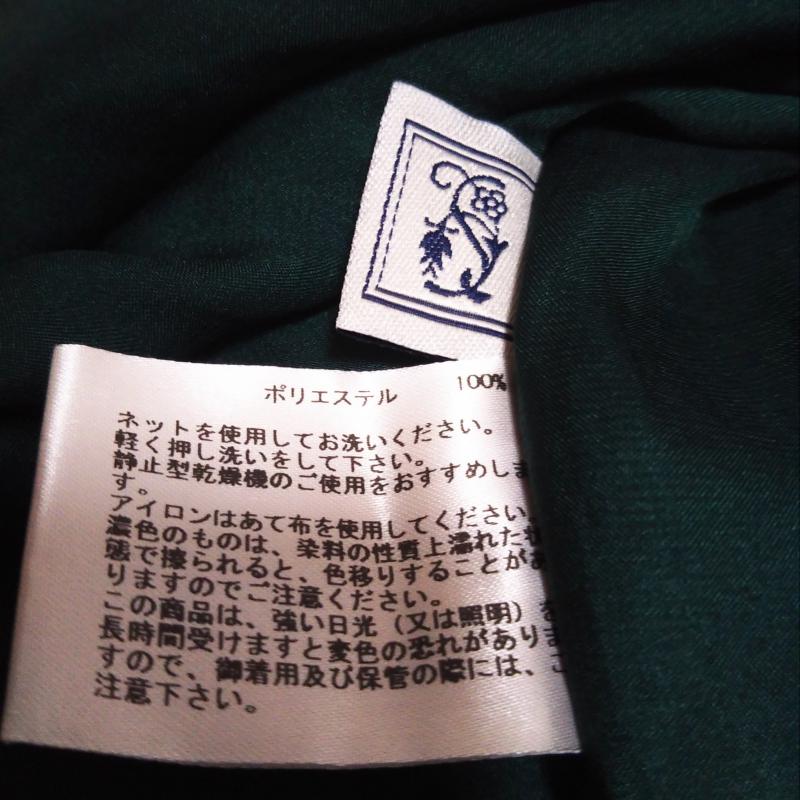 ポリエステル 100%
ネットを使用してお洗いください。
軽く押し洗いをして下さい。
静止型乾燥機のご使用をおすすめしま
す。
アイロンはあて布を使用してください。
濃色のものは、染料の性質上濡れた状
態で擦られると、色移りすることがあ
りますのでご注意ください。
この商品は、強い日光（又は照明）を
長時間受けますと変色の恐れがありま
すので、御着用及び保管の際には、ご
注意下さい。